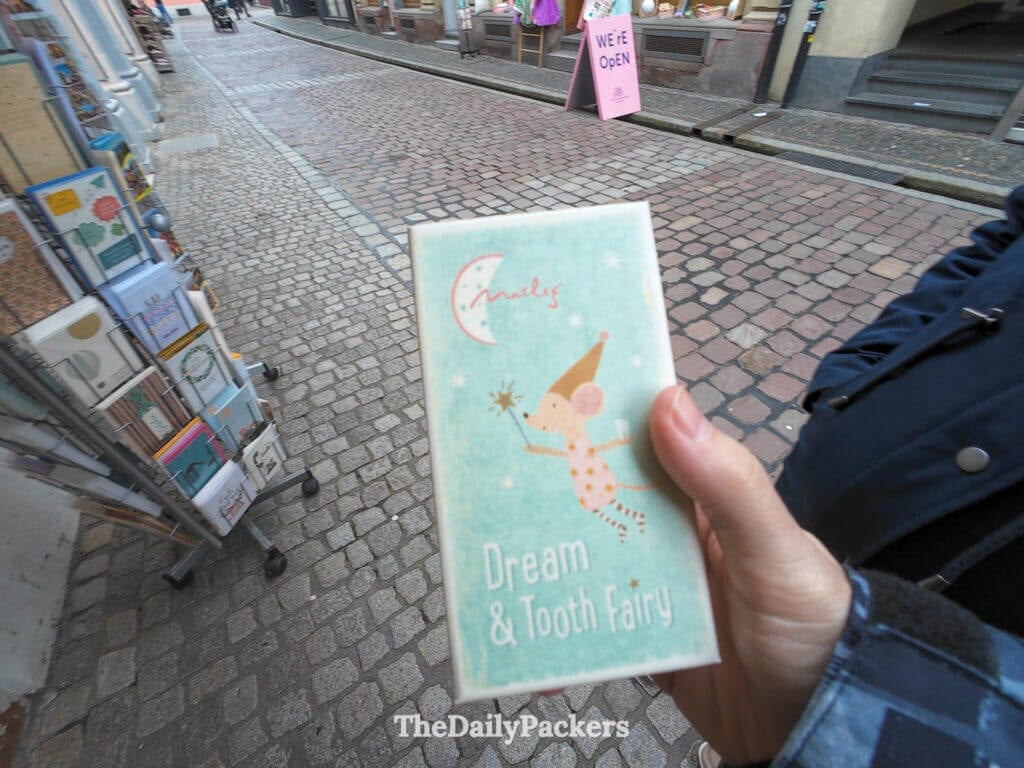 WE'rE
OpEN
Maileg
Dream
& Tooth Fairy
TheDailyPackers